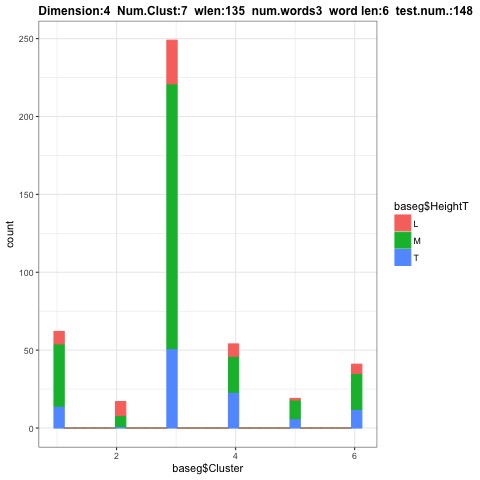 Dimension:4 Num.Clust:7 wlen:135 num.words3 word len:6 test.num.:148
250
200
150
100
50
0
count
2 4 6
baseg$Cluster
baseg$HeightT
L
M
T